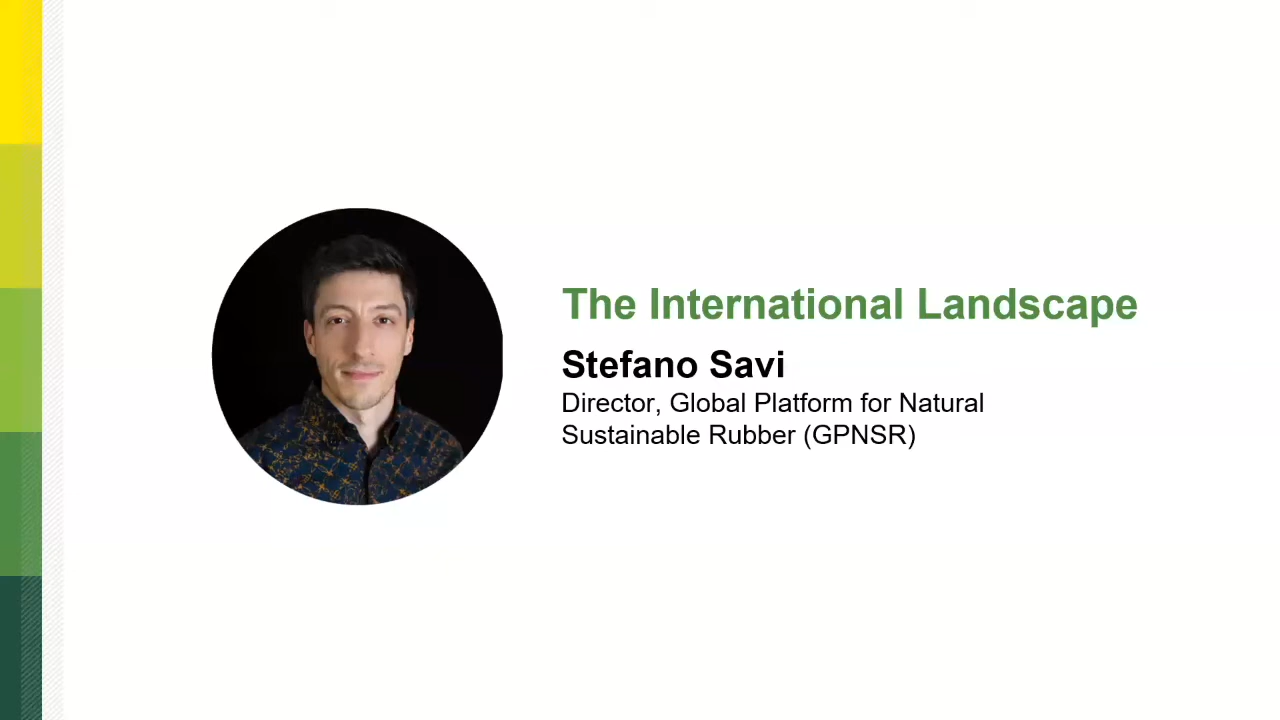 The International Landscape
Stefano Savi
Director, Global Platform for Natural
Sustainable Rubber (GPNSR)